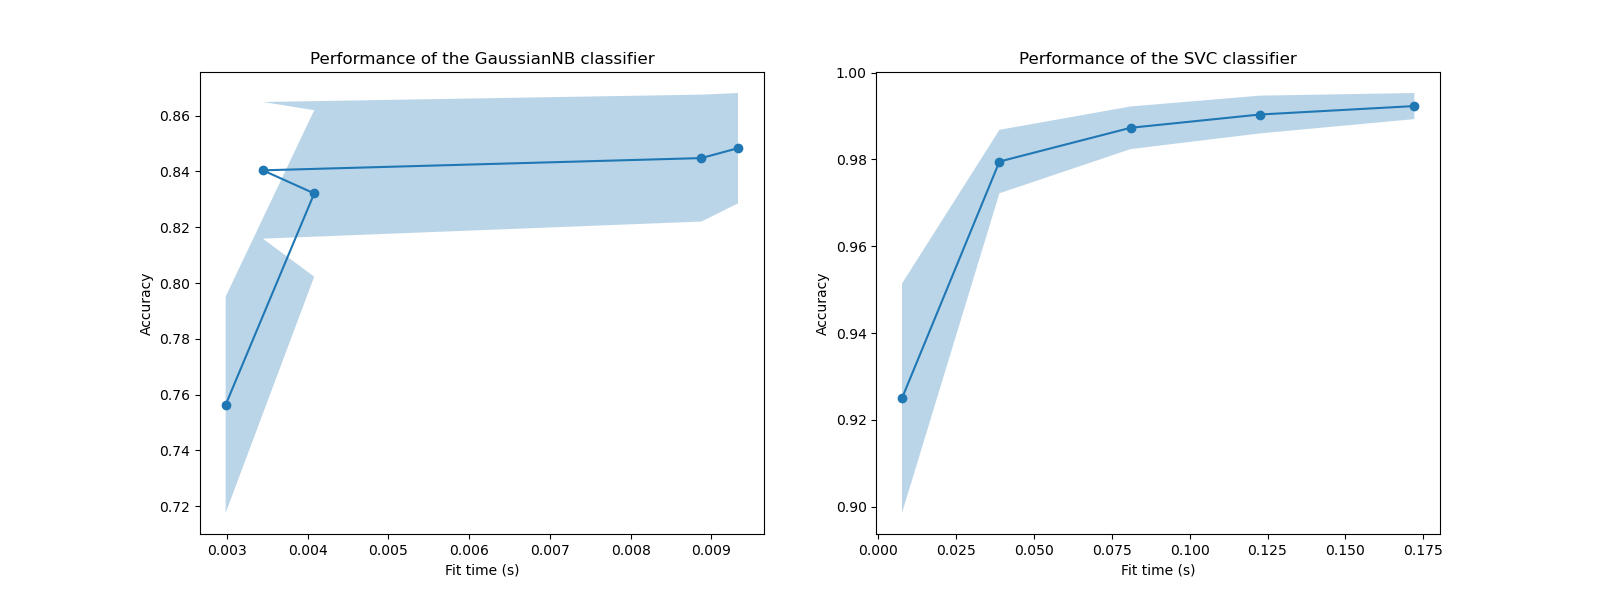 Performance of the GaussianNB classifier
0.86
0.84
0.82
0.80
0.78
0.76
0.74
0.72
Accuracy
0.003 0.004 0.005 0.006 0.007 0.008 0.009
Fit time (s)
Performance of the SVC classifier
1.00
0.98
0.96
0.94
0.92
0.90
Accuracy
0.000 0.025 0.050 0.075 0.100 0.125 0.150 0.175
Fit time (s)